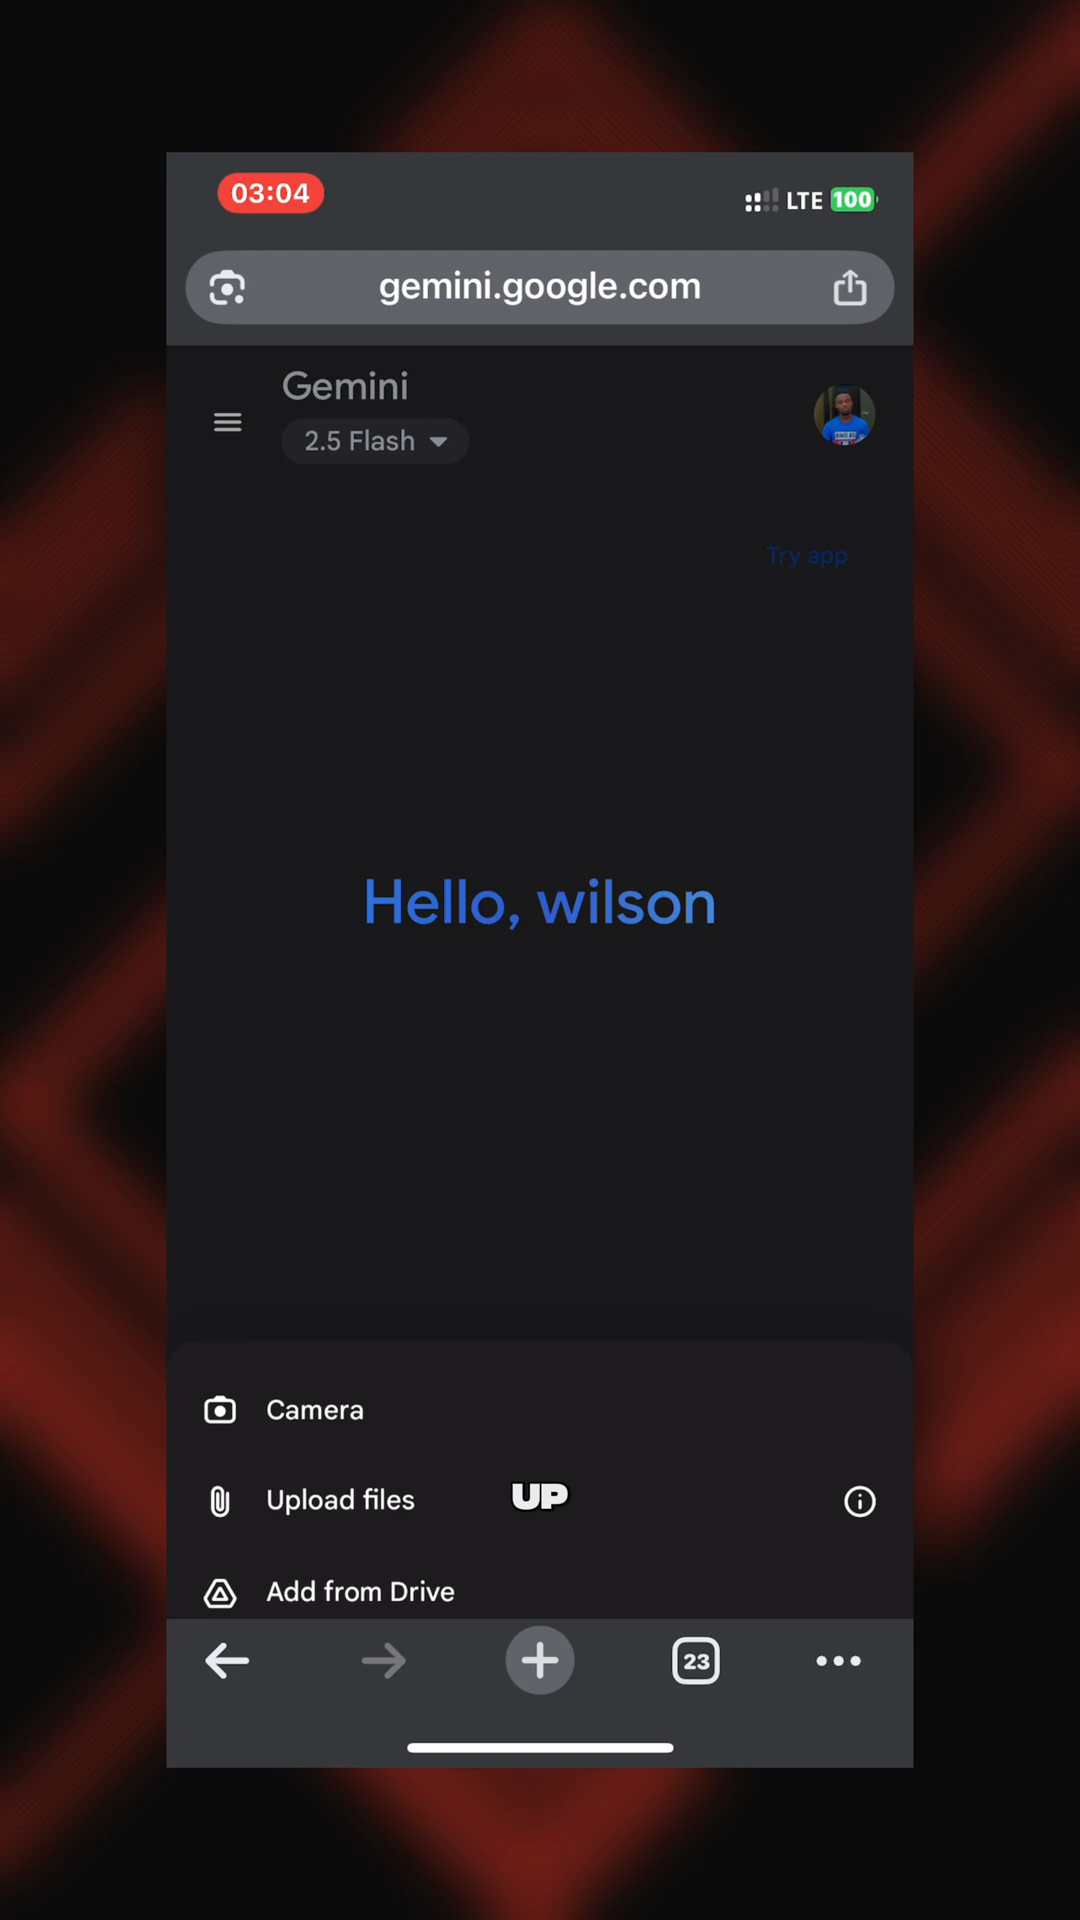 03:04
LTE 100
gemini.google.com
Gemini
2.5 Flash
Try app
Hello, wilson
Camera
Upload files
UP
Add from Drive
23